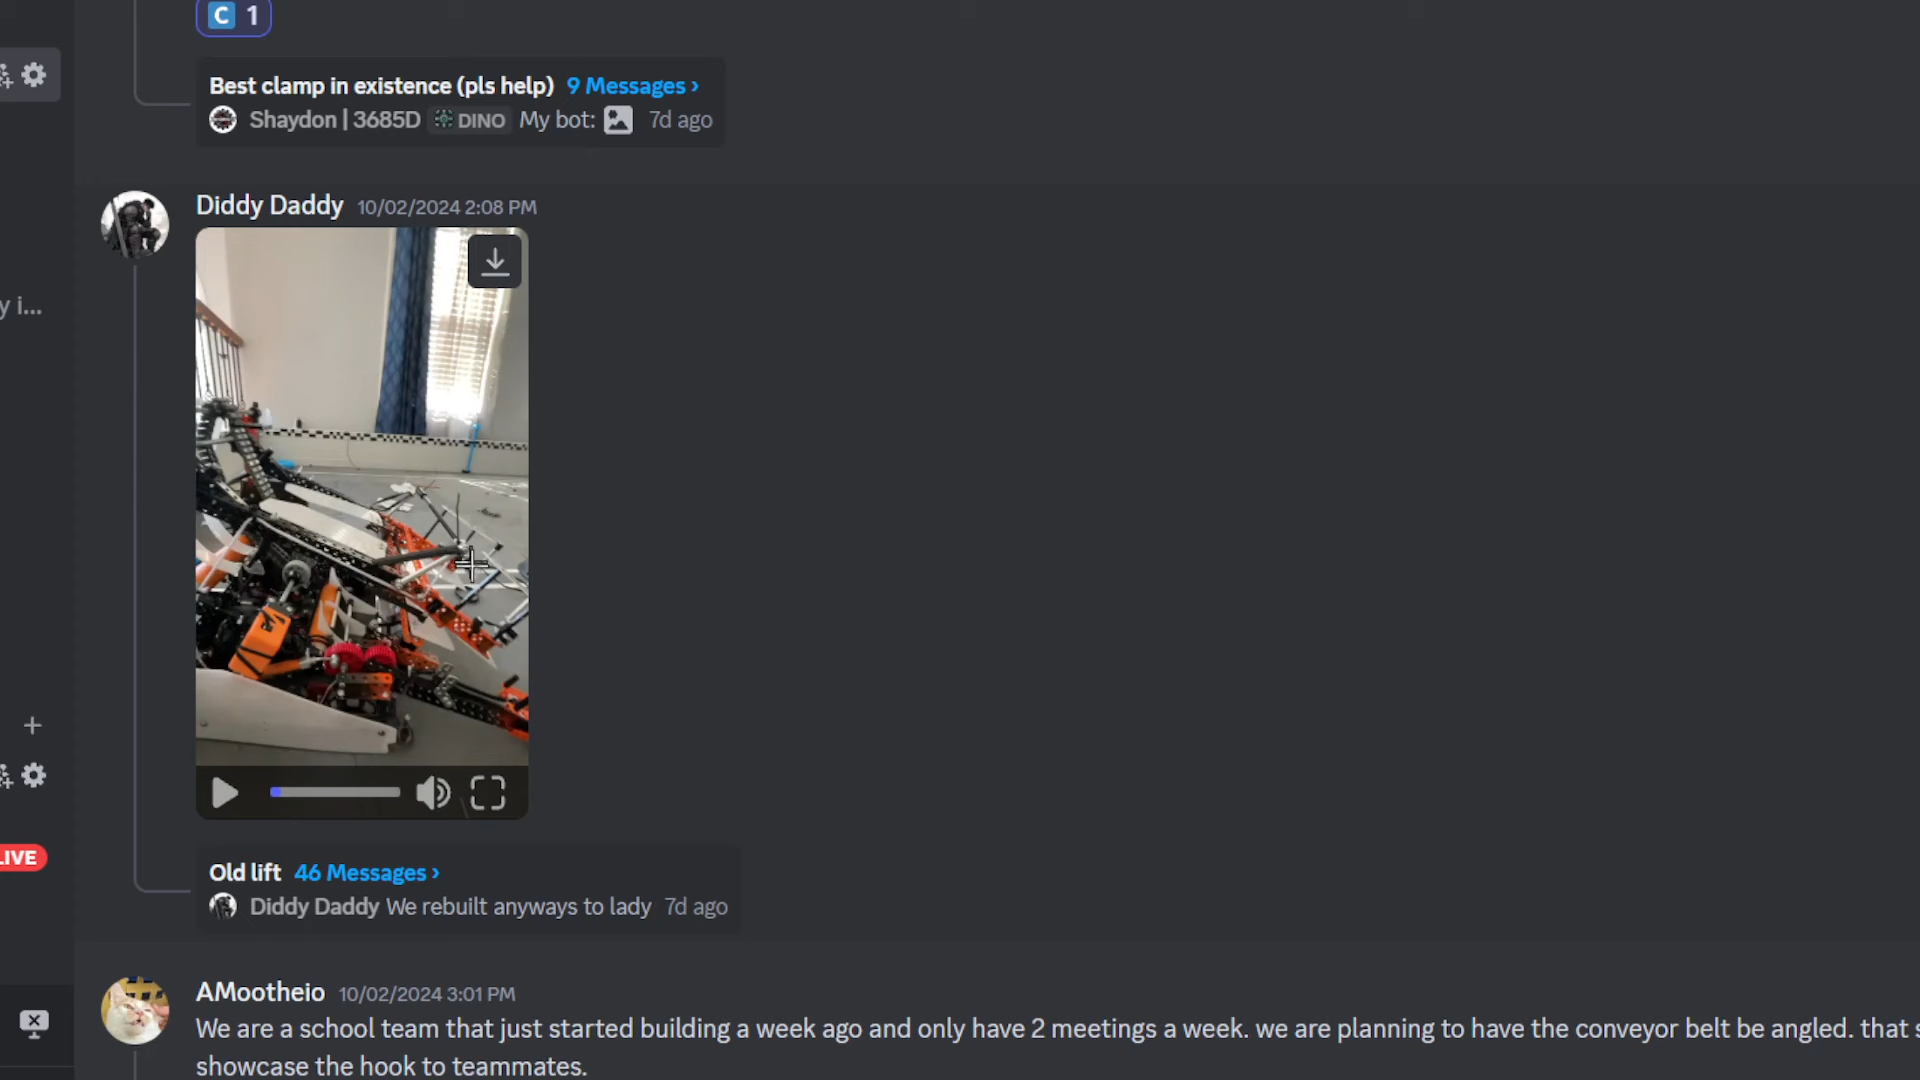 C 1
Best clamp in existence (pls help) 9 Messages ›
Shaydon | 3685D DINO My bot: 7d ago
Diddy Daddy 10/02/2024 2:08 PM
y i...
LIVE
Old lift 46 Messages ›
Diddy Daddy We rebuilt anyways to lady 7d ago
AMootheio 10/02/2024 3:01 PM
We are a school team that just started building a week ago and only have 2 meetings a week. we are planning to have the conveyor belt be angled. that s
showcase the hook to teammates.